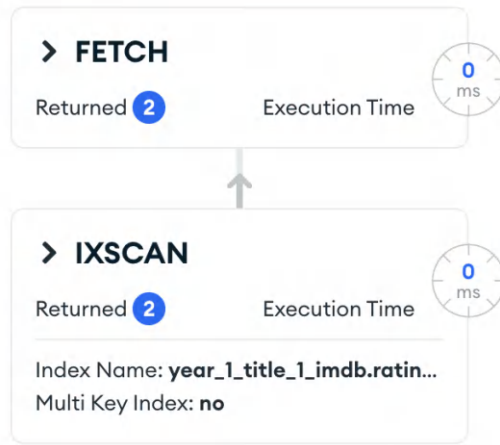 FETCH
0
ms
Returned 2
Execution Time
IXSCAN
0
ms
Returned 2
Execution Time
Index Name: year_1_title_1_imdb.ratin...
Multi Key Index: no